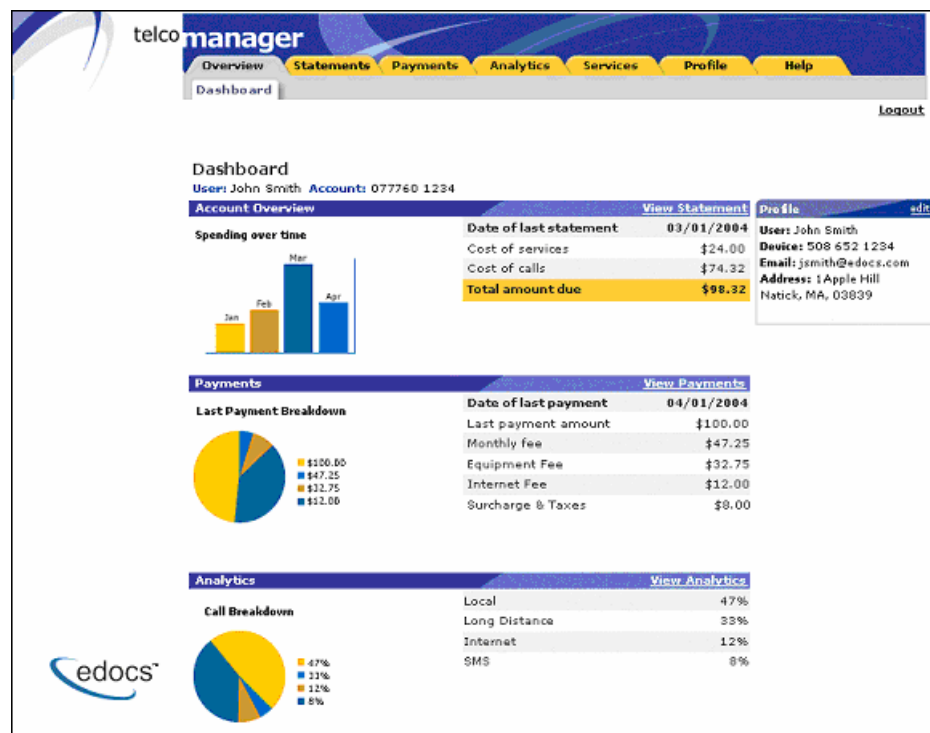 telco manager
Overview Statements Payments Analytics Services Profile Help
Dashboard
Logout
Dashboard
User: John Smith Account: 077760 1234
Account Overview View Statement
Spending over time
Jan
Feb
Mar
Apr
Date of last statement 03/01/2004
Cost of services $24.00
Cost of calls $74.32
Total amount due $98.32
Profile edit
User: John Smith
Device: 508 652 1234
Email: jsmith@edocs.com
Address: 1Apple Hill
Natick, MA, 03839
Payments View Payments
Last Payment Breakdown
$100.00
$47.25
$32.75
$12.00
Date of last payment 04/01/2004
Last payment amount $100.00
Monthly fee $47.25
Equipment Fee $32.75
Internet Fee $12.00
Surcharge & Taxes $8.00
Analytics View Analytics
Call Breakdown
47%
33%
12%
8%
Local 47%
Long Distance 33%
Internet 12%
SMS 8%
edocs™